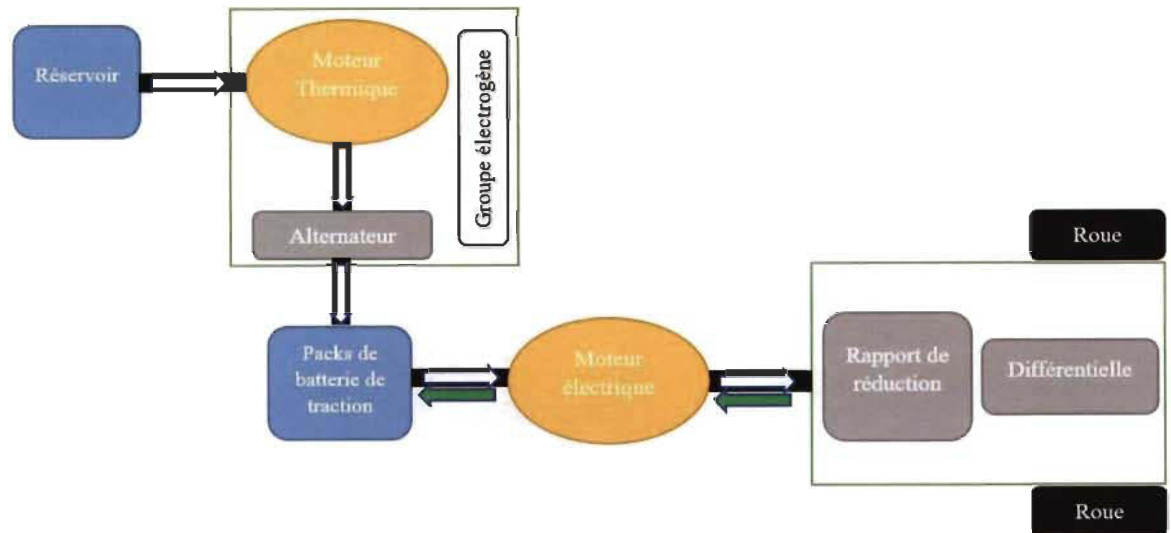 Réservoir
Moteur
Thermique
Groupe électrogène
Alternateur
Packs de
batterie de
traction
Moteur
électrique
Roue
Rapport de
réduction
Différentielle
Roue